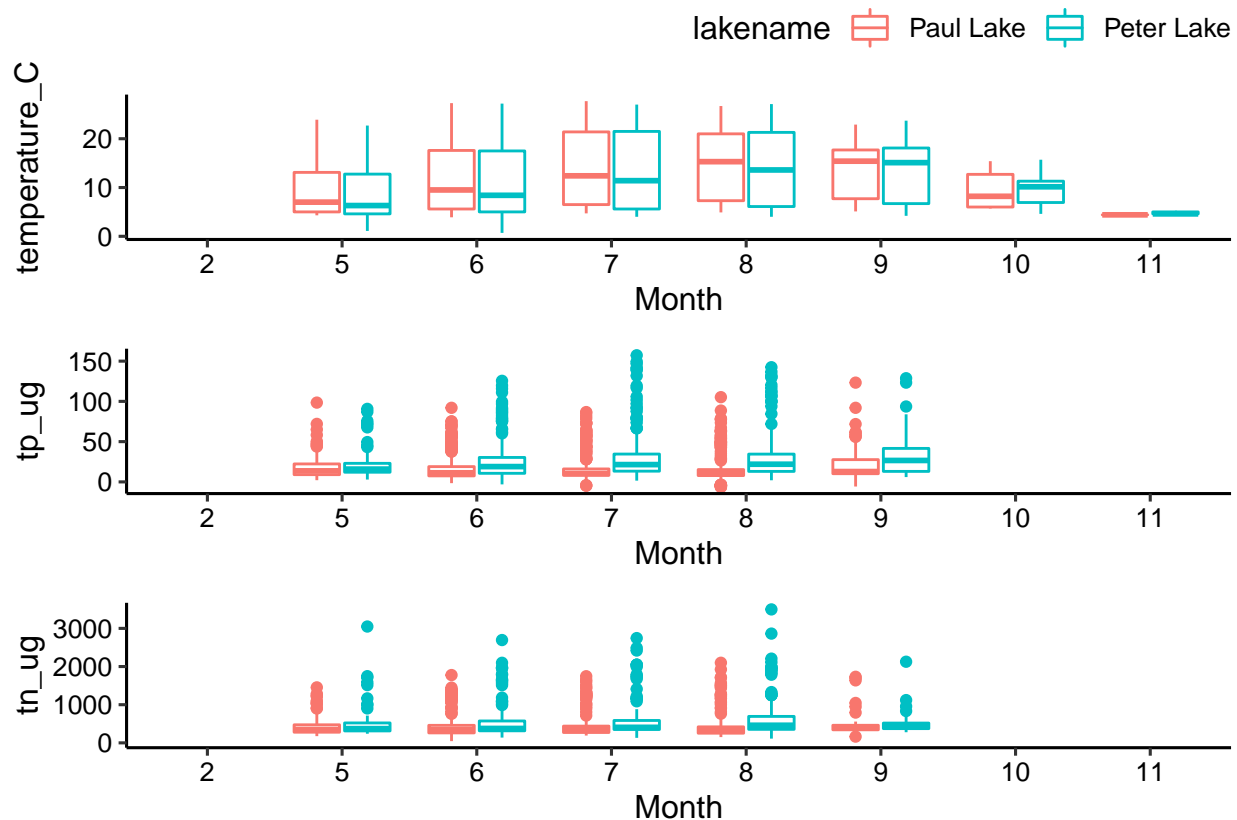 lakename Paul Lake Peter Lake
temperature_C
20
10
0
2 5 6 7 8 9 10 11
Month
tp_ug
150
100
50
0
2 5 6 7 8 9 10 11
Month
tn_ug
3000
2000
1000
0
2 5 6 7 8 9 10 11
Month